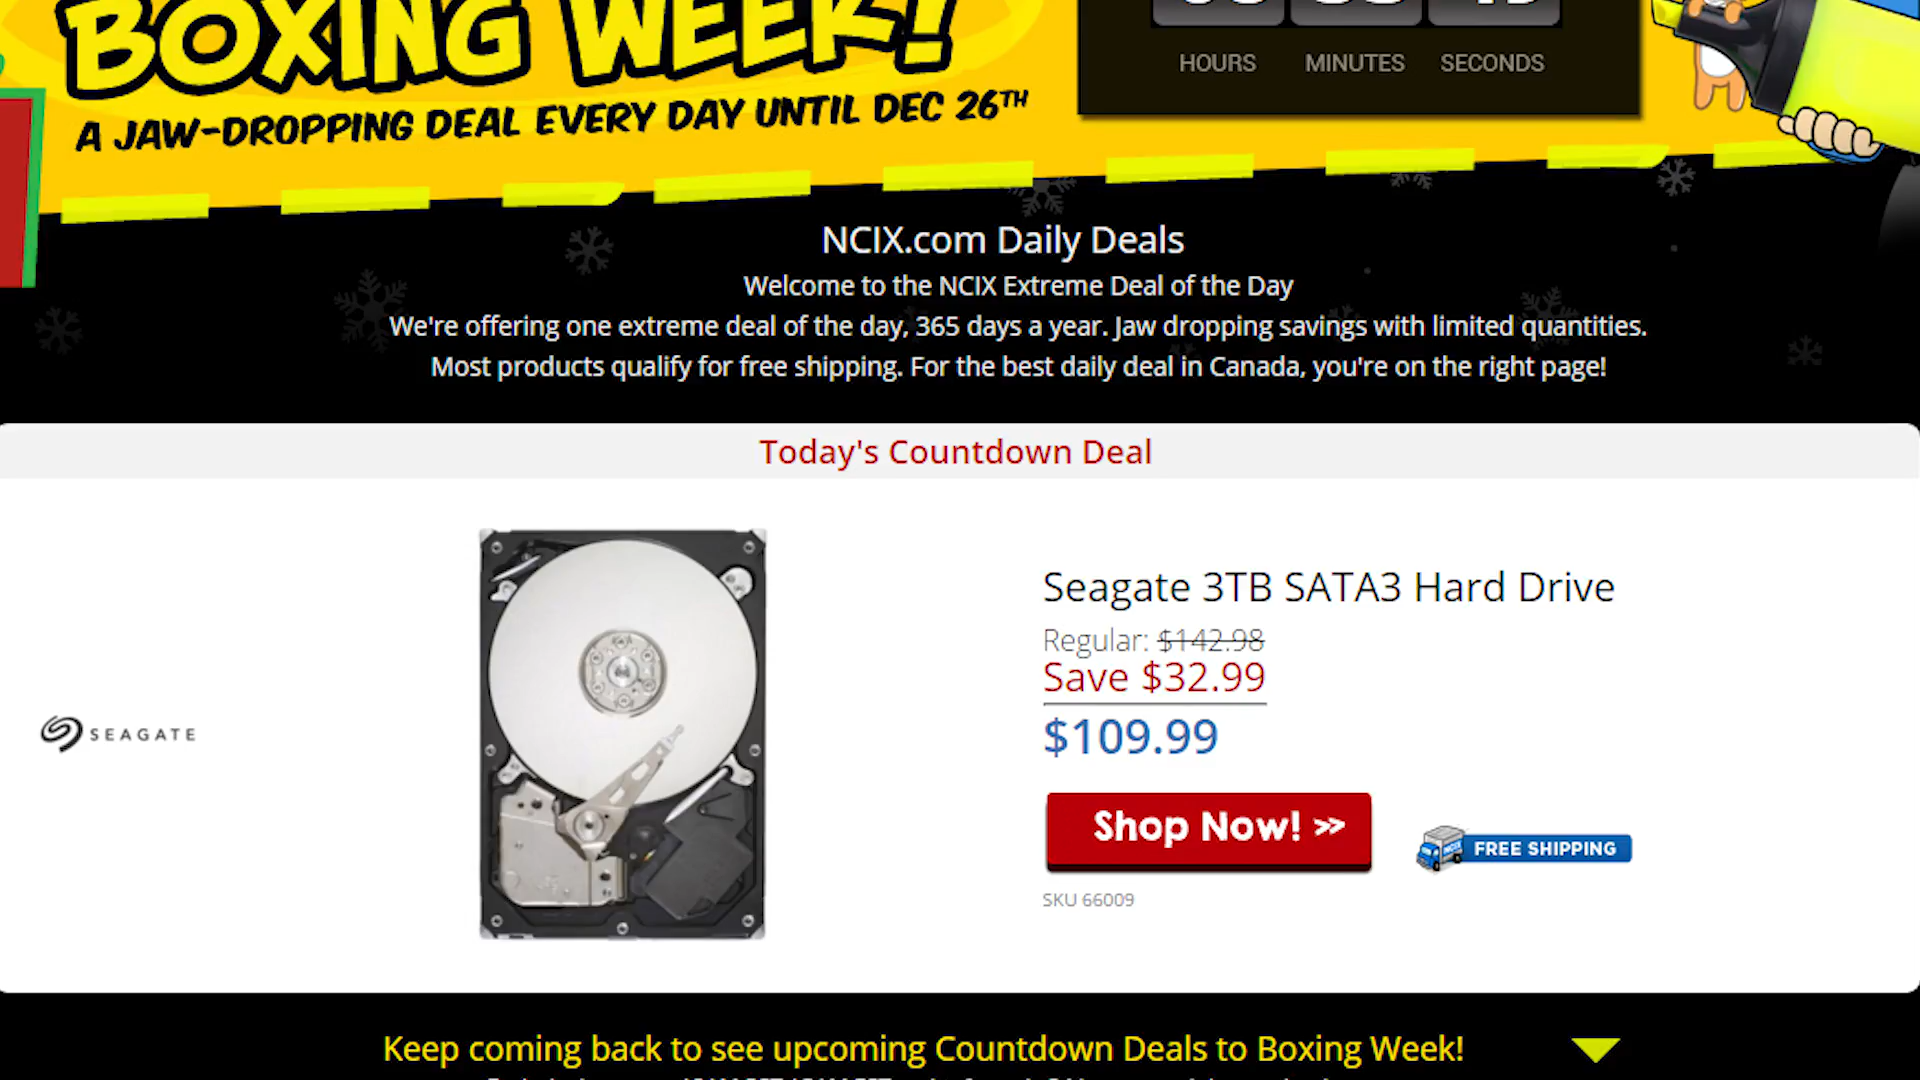 BOXING WEEK!
A JAW-DROPPING DEAL EVERY DAY UNTIL DEC 26TH
HOURS MINUTES SECONDS
NCIX.com Daily Deals
Welcome to the NCIX Extreme Deal of the Day
We're offering one extreme deal of the day, 365 days a year. Jaw dropping savings with limited quantities.
Most products qualify for free shipping. For the best daily deal in Canada, you're on the right page!
Today's Countdown Deal
SEAGATE
Seagate 3TB SATA3 Hard Drive
Regular: $142.98
Save $32.99
$109.99
Shop Now! »
NCIX FREE SHIPPING
SKU 66009
Keep coming back to see upcoming Countdown Deals to Boxing Week!